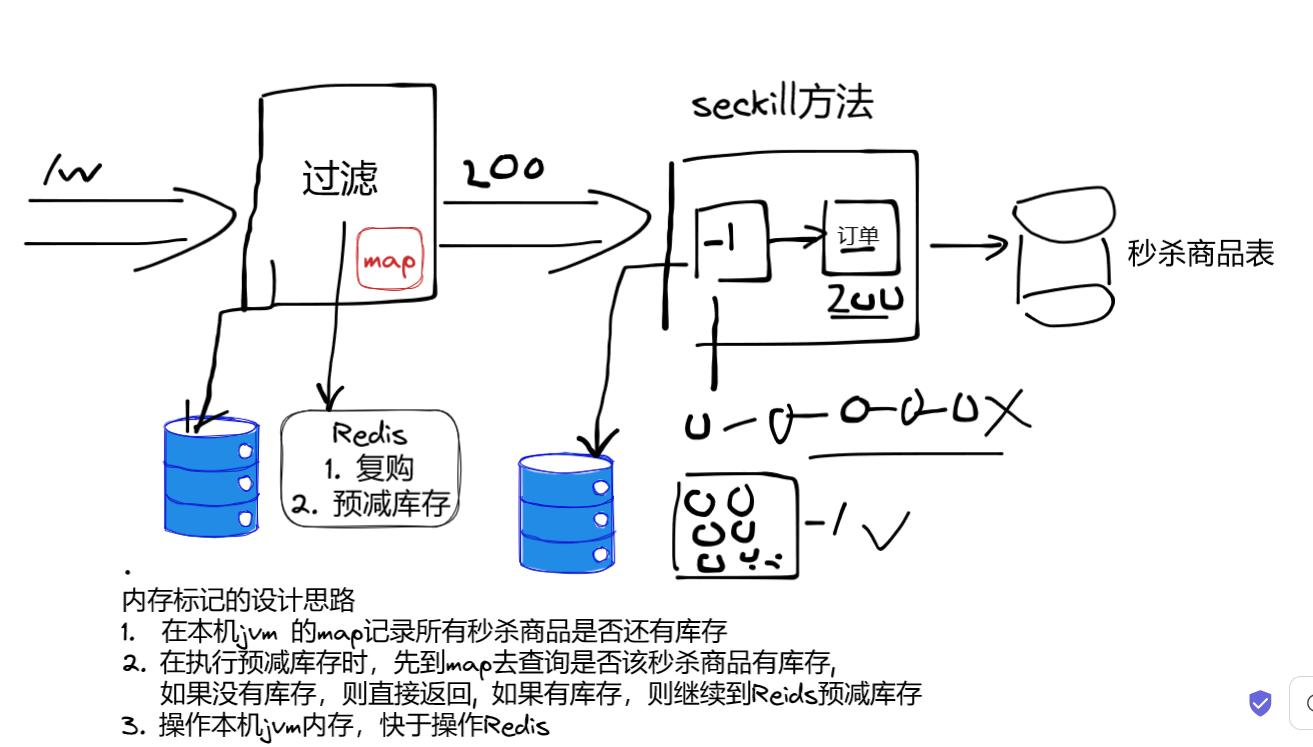 seckill方法
1w
过滤
200
map
-1
订单
200
秒杀商品表
Redis
1. 复购
2. 预减库存
-1
内存标记的设计思路
1. 在本机jvm 的map记录所有秒杀商品是否还有库存
2. 在执行预减库存时，先到map去查询是否该秒杀商品有库存,
如果没有库存，则直接返回, 如果有库存，则继续到Reids预减库存
3. 操作本机jvm内存，快于操作Redis